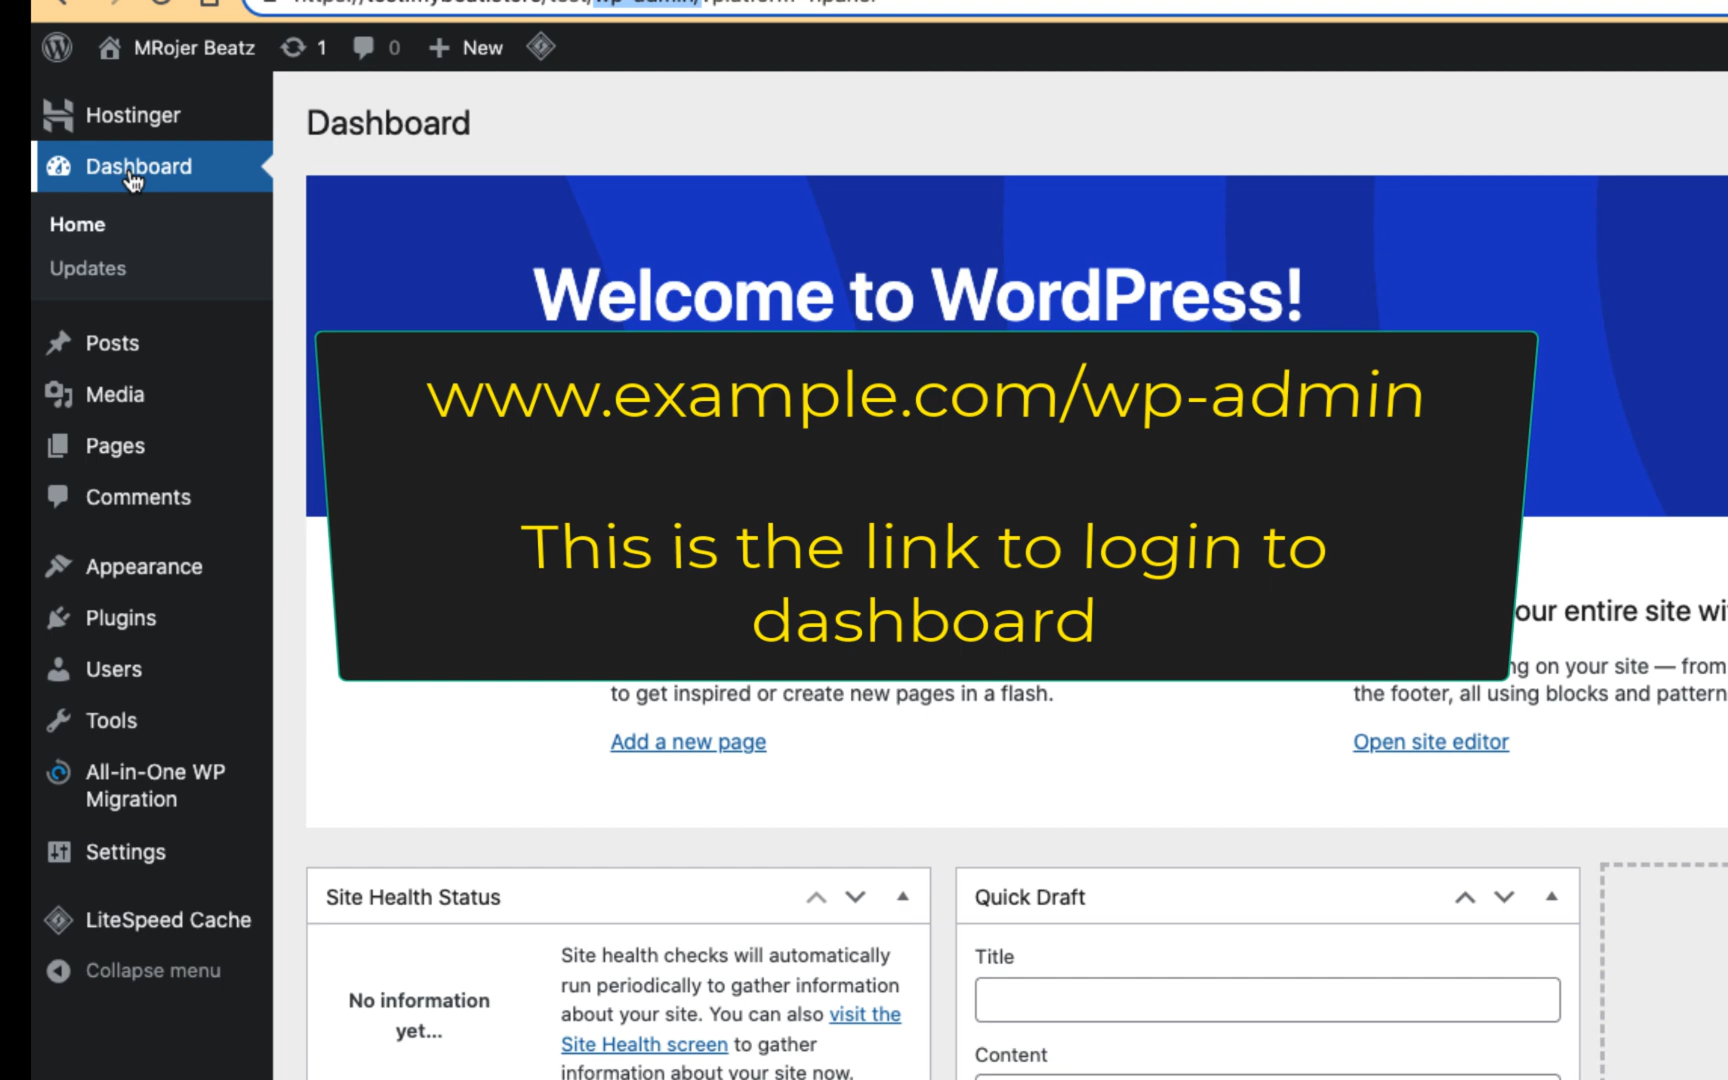 MRojer Beatz 1 0 + New
Hostinger
Dashboard
Home
Updates
Posts
Media
Pages
Comments
Appearance
Plugins
Users
Tools
All-in-One WP
Migration
Settings
LiteSpeed Cache
Collapse menu
Dashboard
Welcome to WordPress!
www.example.com/wp-admin
This is the link to login to
dashboard
to get inspired or create new pages in a flash.
Add a new page
our entire site wi
ng on your site — from
the footer, all using blocks and pattern
Open site editor
Site Health Status
No information
yet...
Site health checks will automatically
run periodically to gather information
about your site. You can also visit the
Site Health screen to gather
information about your site now.
Quick Draft
Title
Content